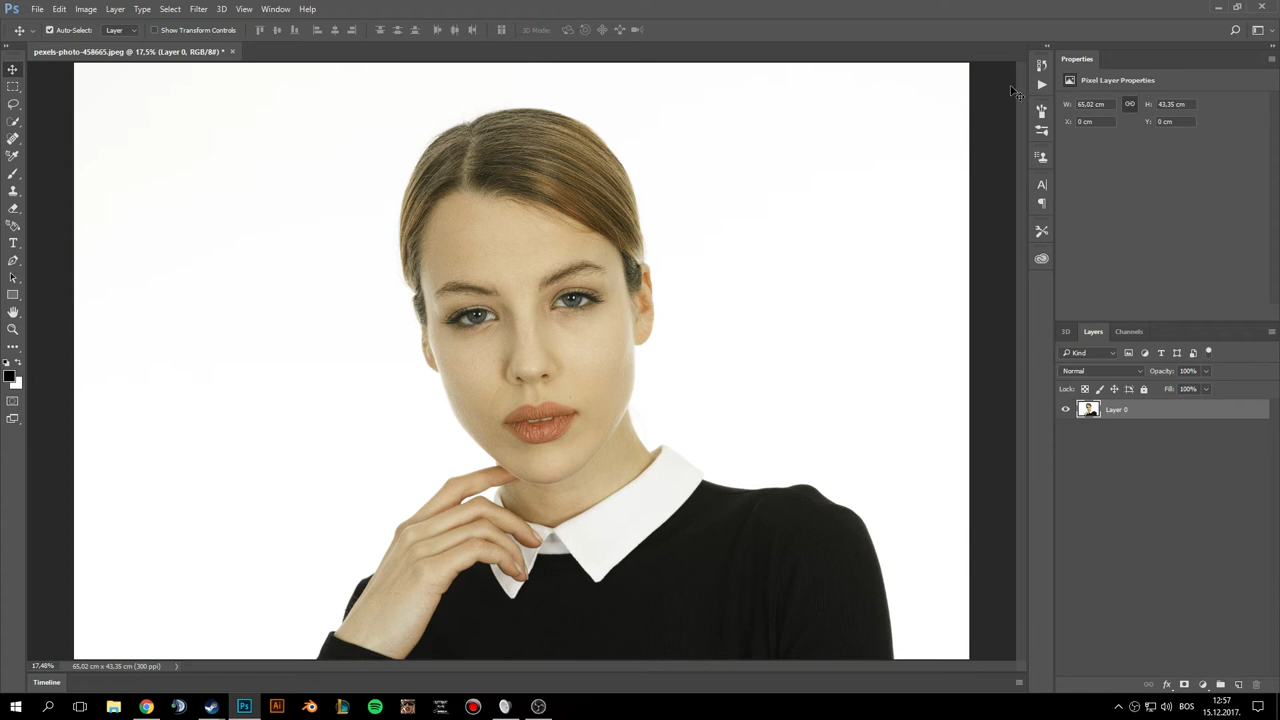 Ps File Edit Image Layer Type Select Filter 3D View Window Help
Auto-Select: Layer Show Transform Controls 3D Mode:
pexels-photo-458665.jpeg @ 17,5% (Layer 0, RGB/8#) *
Properties
Pixel Layer Properties
W: 65,02 cm H: 43,35 cm
X: 0 cm Y: 0 cm
3D Layers Channels
Kind
Normal Opacity: 100%
Lock: Fill: 100%
Layer 0
17,48% 65,02 cm x 43,35 cm (300 ppi)
Timeline
Ps Ai
BOS
12:57
15.12.2017.